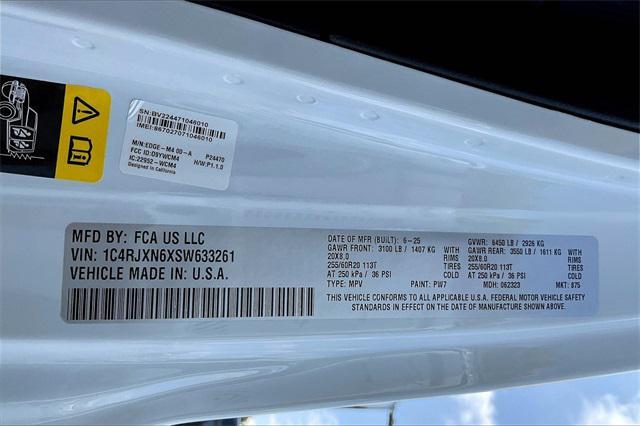 SN:BV224471046010
IMEI:867027071046010
M/N:EDGE-M4 00-A P24470
FCC ID:D9YWCM4 H/W:P1.1.0
IC:22952-WCM4
Designed in California
MFD BY: FCA US LLC
VIN: 1C4RJXN6XSW633261
VEHICLE MADE IN U.S.A.
DATE OF MFR (BUILT): 6-25 GVWR: 6450 LB / 2926 KG
GAWR FRONT: 3100 LB / 1407 KG WITH GAWR REAR: 3550 LB / 1611 KG WITH
20X8.0 RIMS 20X8.0 RIMS
255/60R20 113T TIRES 255/60R20 113T TIRES
AT 250 kPa / 36 PSI COLD AT 250 kPa / 36 PSI COLD
TYPE: MPV PAINT: PW7 MDH: 062323 MKT: 875
THIS VEHICLE CONFORMS TO ALL APPLICABLE U.S.A. FEDERAL MOTOR VEHICLE SAFETY
STANDARDS IN EFFECT ON THE DATE OF MANUFACTURE SHOWN ABOVE.